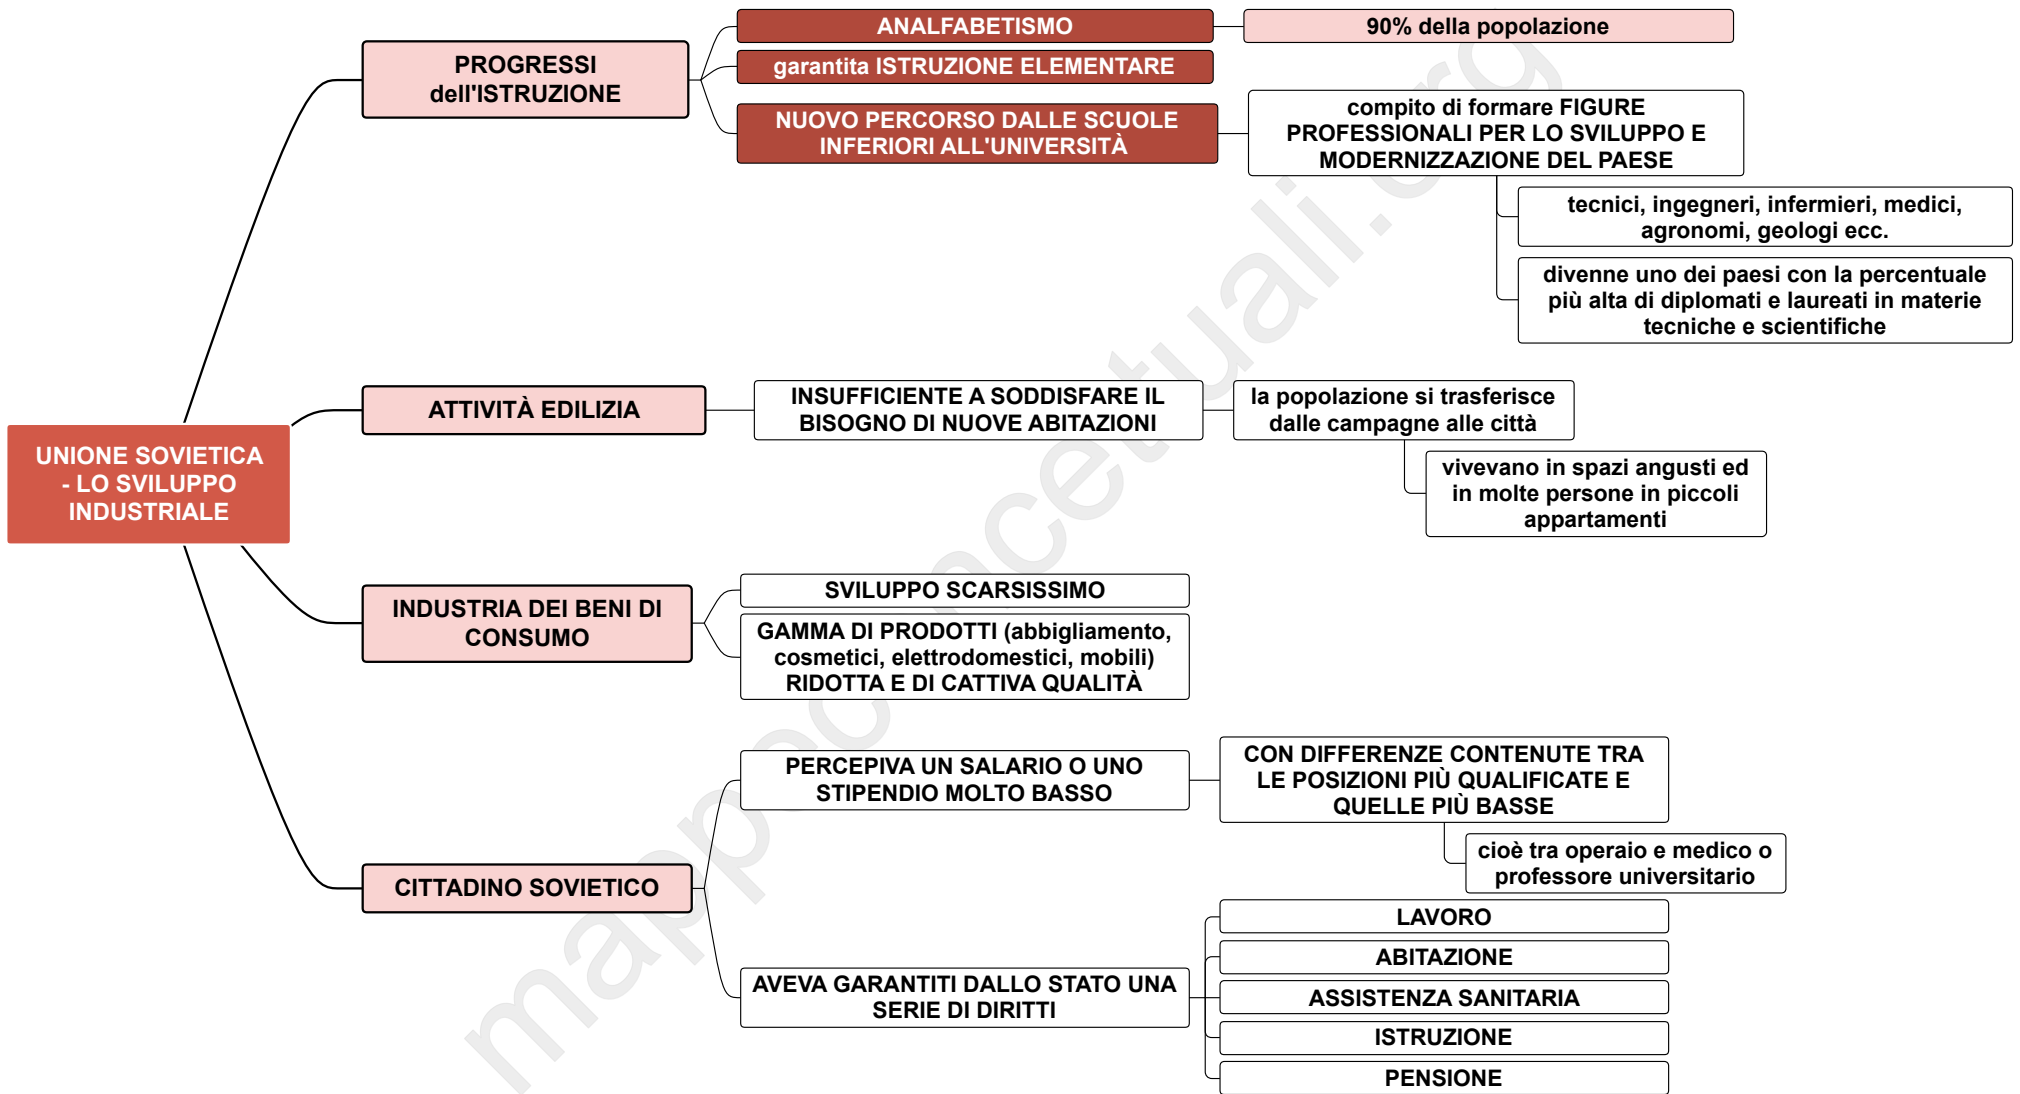 UNIONE SOVIETICA
- LO SVILUPPO
INDUSTRIALE
PROGRESSI
dell'ISTRUZIONE
ANALFABETISMO
90% della popolazione
garantita ISTRUZIONE ELEMENTARE
NUOVO PERCORSO DALLE SCUOLE
INFERIORI ALL'UNIVERSITÀ
compito di formare FIGURE
PROFESSIONALI PER LO SVILUPPO E
MODERNIZZAZIONE DEL PAESE
tecnici, ingegneri, infermieri, medici,
agronomi, geologi ecc.
divenne uno dei paesi con la percentuale
più alta di diplomati e laureati in materie
tecniche e scientifiche
ATTIVITÀ EDILIZIA
INSUFFICIENTE A SODDISFARE IL
BISOGNO DI NUOVE ABITAZIONI
la popolazione si trasferisce
dalle campagne alle città
vivevano in spazi angusti ed
in molte persone in piccoli
appartamenti
INDUSTRIA DEI BENI DI
CONSUMO
SVILUPPO SCARSISSIMO
GAMMA DI PRODOTTI (abbigliamento,
cosmetici, elettrodomestici, mobili)
RIDOTTA E DI CATTIVA QUALITÀ
CITTADINO SOVIETICO
PERCEPIVA UN SALARIO O UNO
STIPENDIO MOLTO BASSO
CON DIFFERENZE CONTENUTE TRA
LE POSIZIONI PIÙ QUALIFICATE E
QUELLE PIÙ BASSE
cioè tra operaio e medico o
professore universitario
AVEVA GARANTITI DALLO STATO UNA
SERIE DI DIRITTI
LAVORO
ABITAZIONE
ASSISTENZA SANITARIA
ISTRUZIONE
PENSIONE